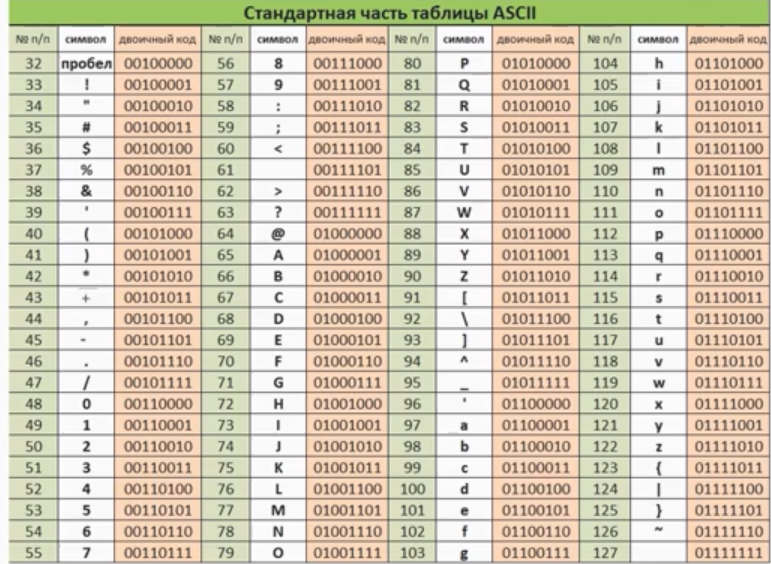 Стандартная часть таблицы ASCII
№ п/п символ двоичный код № п/п символ двоичный код № п/п символ двоичный код № п/п символ двоичный код
32 пробел 00100000 56 8 00111000 80 P 01010000 104 h 01101000
33 ! 00100001 57 9 00111001 81 Q 01010001 105 i 01101001
34 " 00100010 58 : 00111010 82 R 01010010 106 j 01101010
35 # 00100011 59 ; 00111011 83 S 01010011 107 k 01101011
36 $ 00100100 60 < 00111100 84 T 01010100 108 l 01101100
37 % 00100101 61 00111101 85 U 01010101 109 m 01101101
38 & 00100110 62 > 00111110 86 V 01010110 110 n 01101110
39 ' 00100111 63 ? 00111111 87 W 01010111 111 o 01101111
40 ( 00101000 64 @ 01000000 88 X 01011000 112 p 01110000
41 ) 00101001 65 A 01000001 89 Y 01011001 113 q 01110001
42 * 00101010 66 B 01000010 90 Z 01011010 114 r 01110010
43 + 00101011 67 C 01000011 91 [ 01011011 115 s 01110011
44 , 00101100 68 D 01000100 92 \ 01011100 116 t 01110100
45 - 00101101 69 E 01000101 93 ] 01011101 117 u 01110101
46 . 00101110 70 F 01000110 94 ^ 01011110 118 v 01110110
47 / 00101111 71 G 01000111 95 _ 01011111 119 w 01110111
48 0 00110000 72 H 01001000 96 ' 01100000 120 x 01111000
49 1 00110001 73 I 01001001 97 a 01100001 121 y 01111001
50 2 00110010 74 J 01001010 98 b 01100010 122 z 01111010
51 3 00110011 75 K 01001011 99 c 01100011 123 { 01111011
52 4 00110100 76 L 01001100 100 d 01100100 124 | 01111100
53 5 00110101 77 M 01001101 101 e 01100101 125 } 01111101
54 6 00110110 78 N 01001110 102 f 01100110 126 ~ 01111110
55 7 00110111 79 O 01001111 103 g 01100111 127 01111111